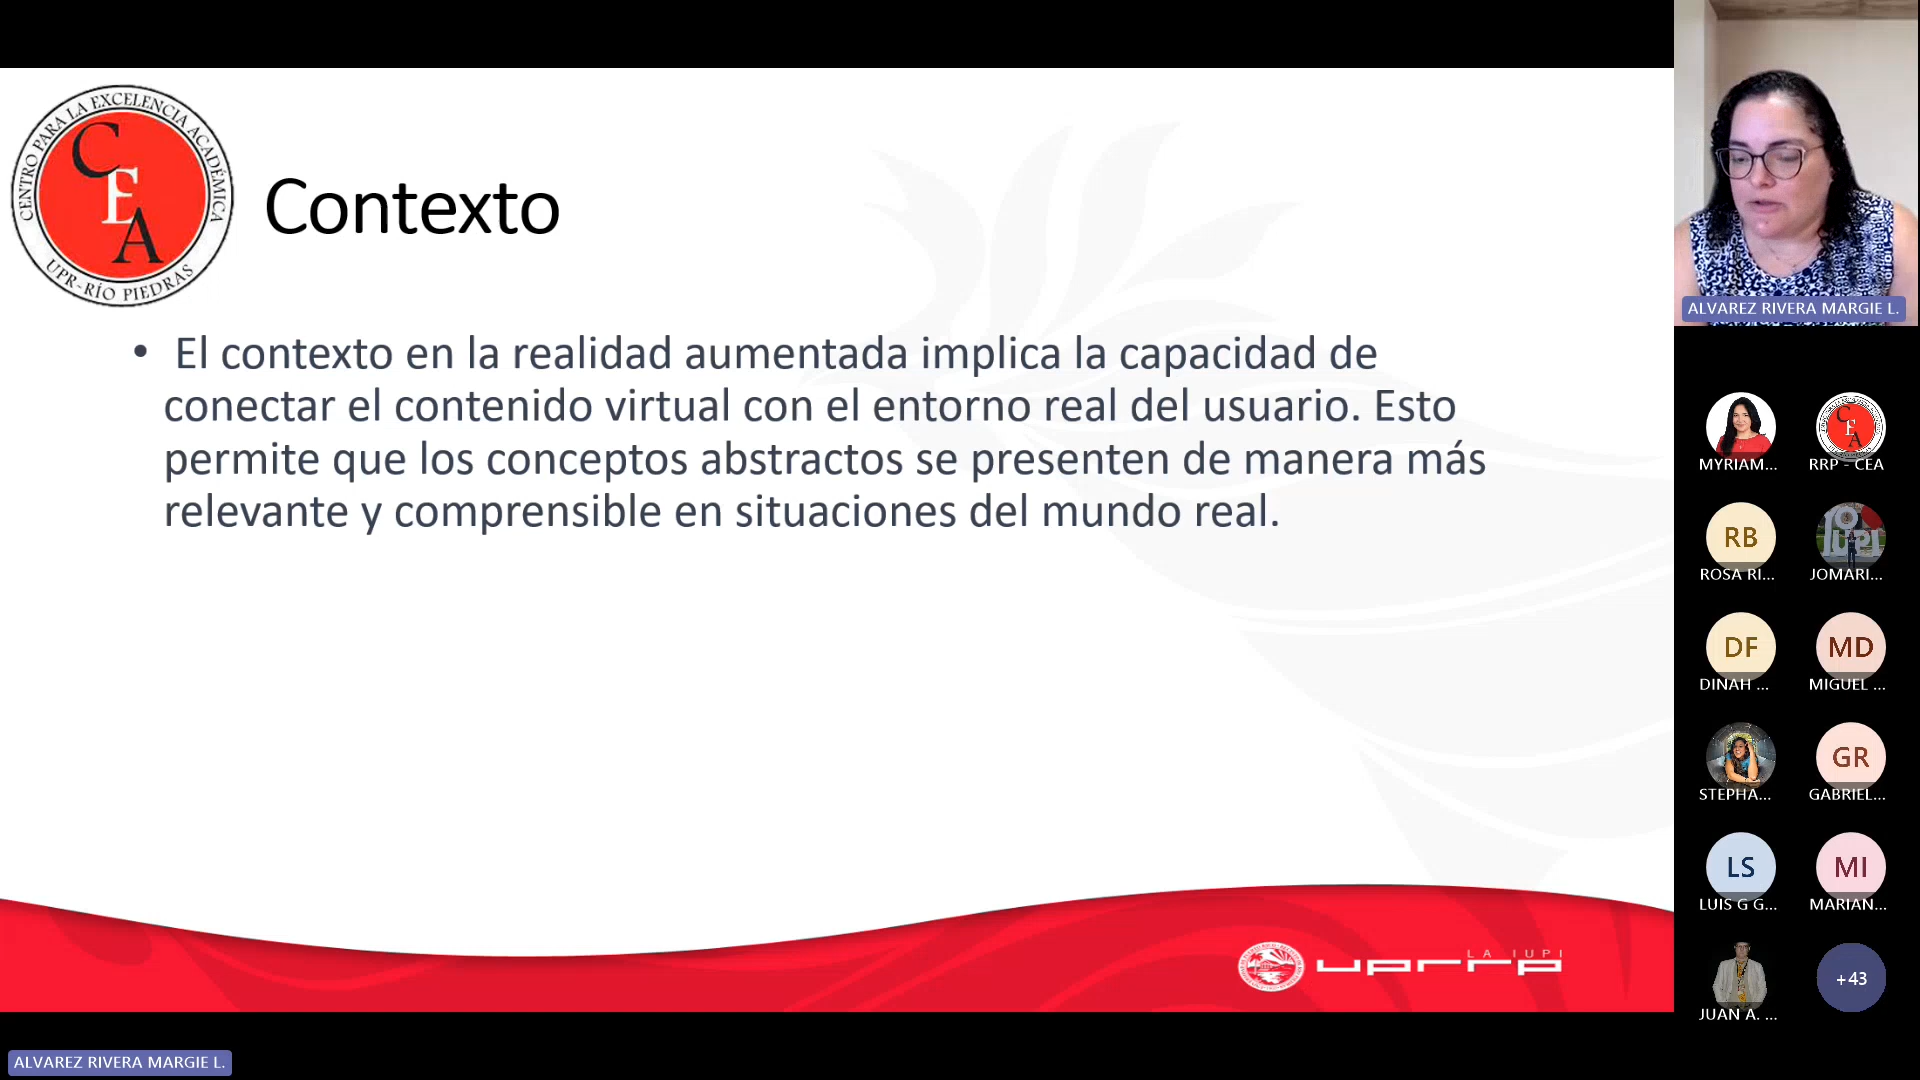 CENTRO PARA LA EXCELENCIA ACADÉMICA
CEA
UPR-RÍO PIEDRAS
Contexto
• El contexto en la realidad aumentada implica la capacidad de
conectar el contenido virtual con el entorno real del usuario. Esto
permite que los conceptos abstractos se presenten de manera más
relevante y comprensible en situaciones del mundo real.
LA IUPI
uprrp
ALVAREZ RIVERA MARGIE L.
MYRIAM...
RRP - CEA
RB
ROSA RI...
JOMARI...
DF
DINAH ...
MD
MIGUEL ...
STEPHA...
GR
GABRIEL...
LS
LUIS G G...
MI
MARIAN...
JUAN A. ...
+43
ALVAREZ RIVERA MARGIE L.